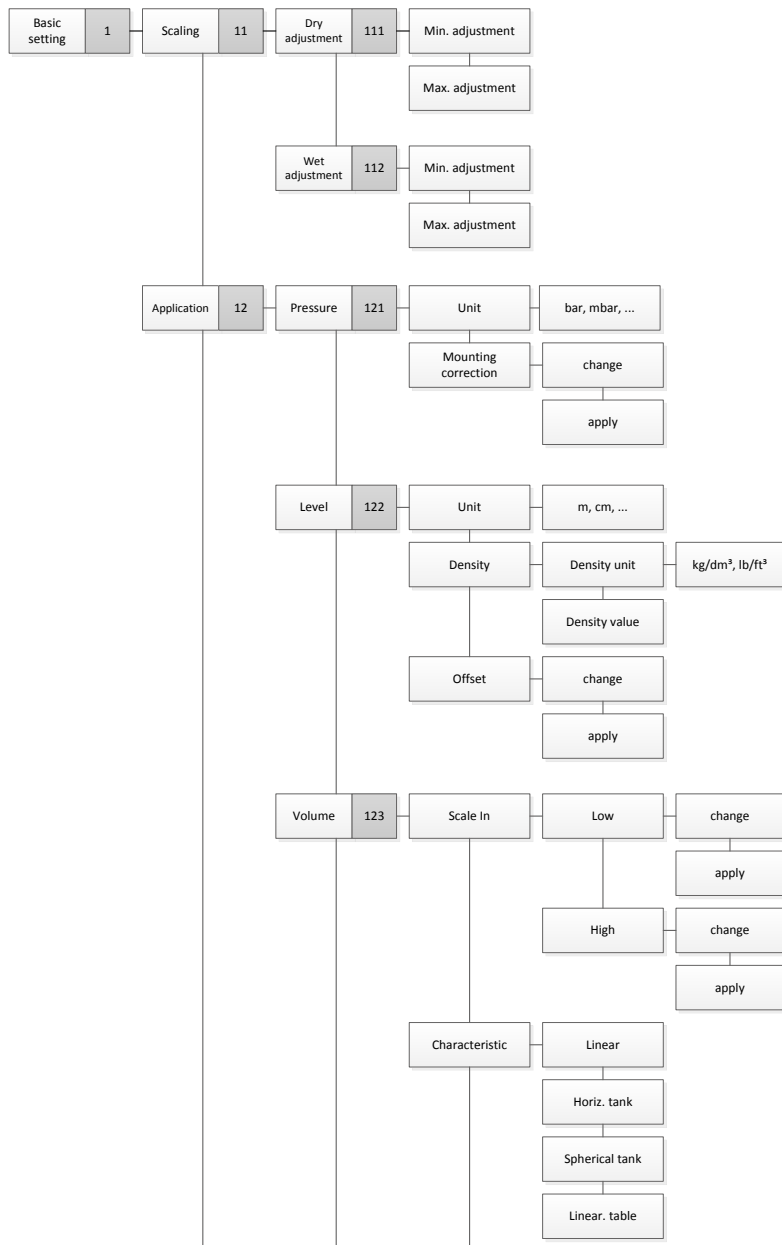 Basic
setting
1
Scaling
11
Dry
adjustment
111
Min. adjustment
Max. adjustment
Wet
adjustment
112
Min. adjustment
Max. adjustment
Application
12
Pressure
121
Unit
bar, mbar, ...
Mounting
correction
change
apply
Level
122
Unit
m, cm, ...
Density
Density unit
kg/dm³, lb/ft³
Density value
Offset
change
apply
Volume
123
Scale In
Low
change
apply
High
change
apply
Characteristic
Linear
Horiz. tank
Spherical tank
Linear. table